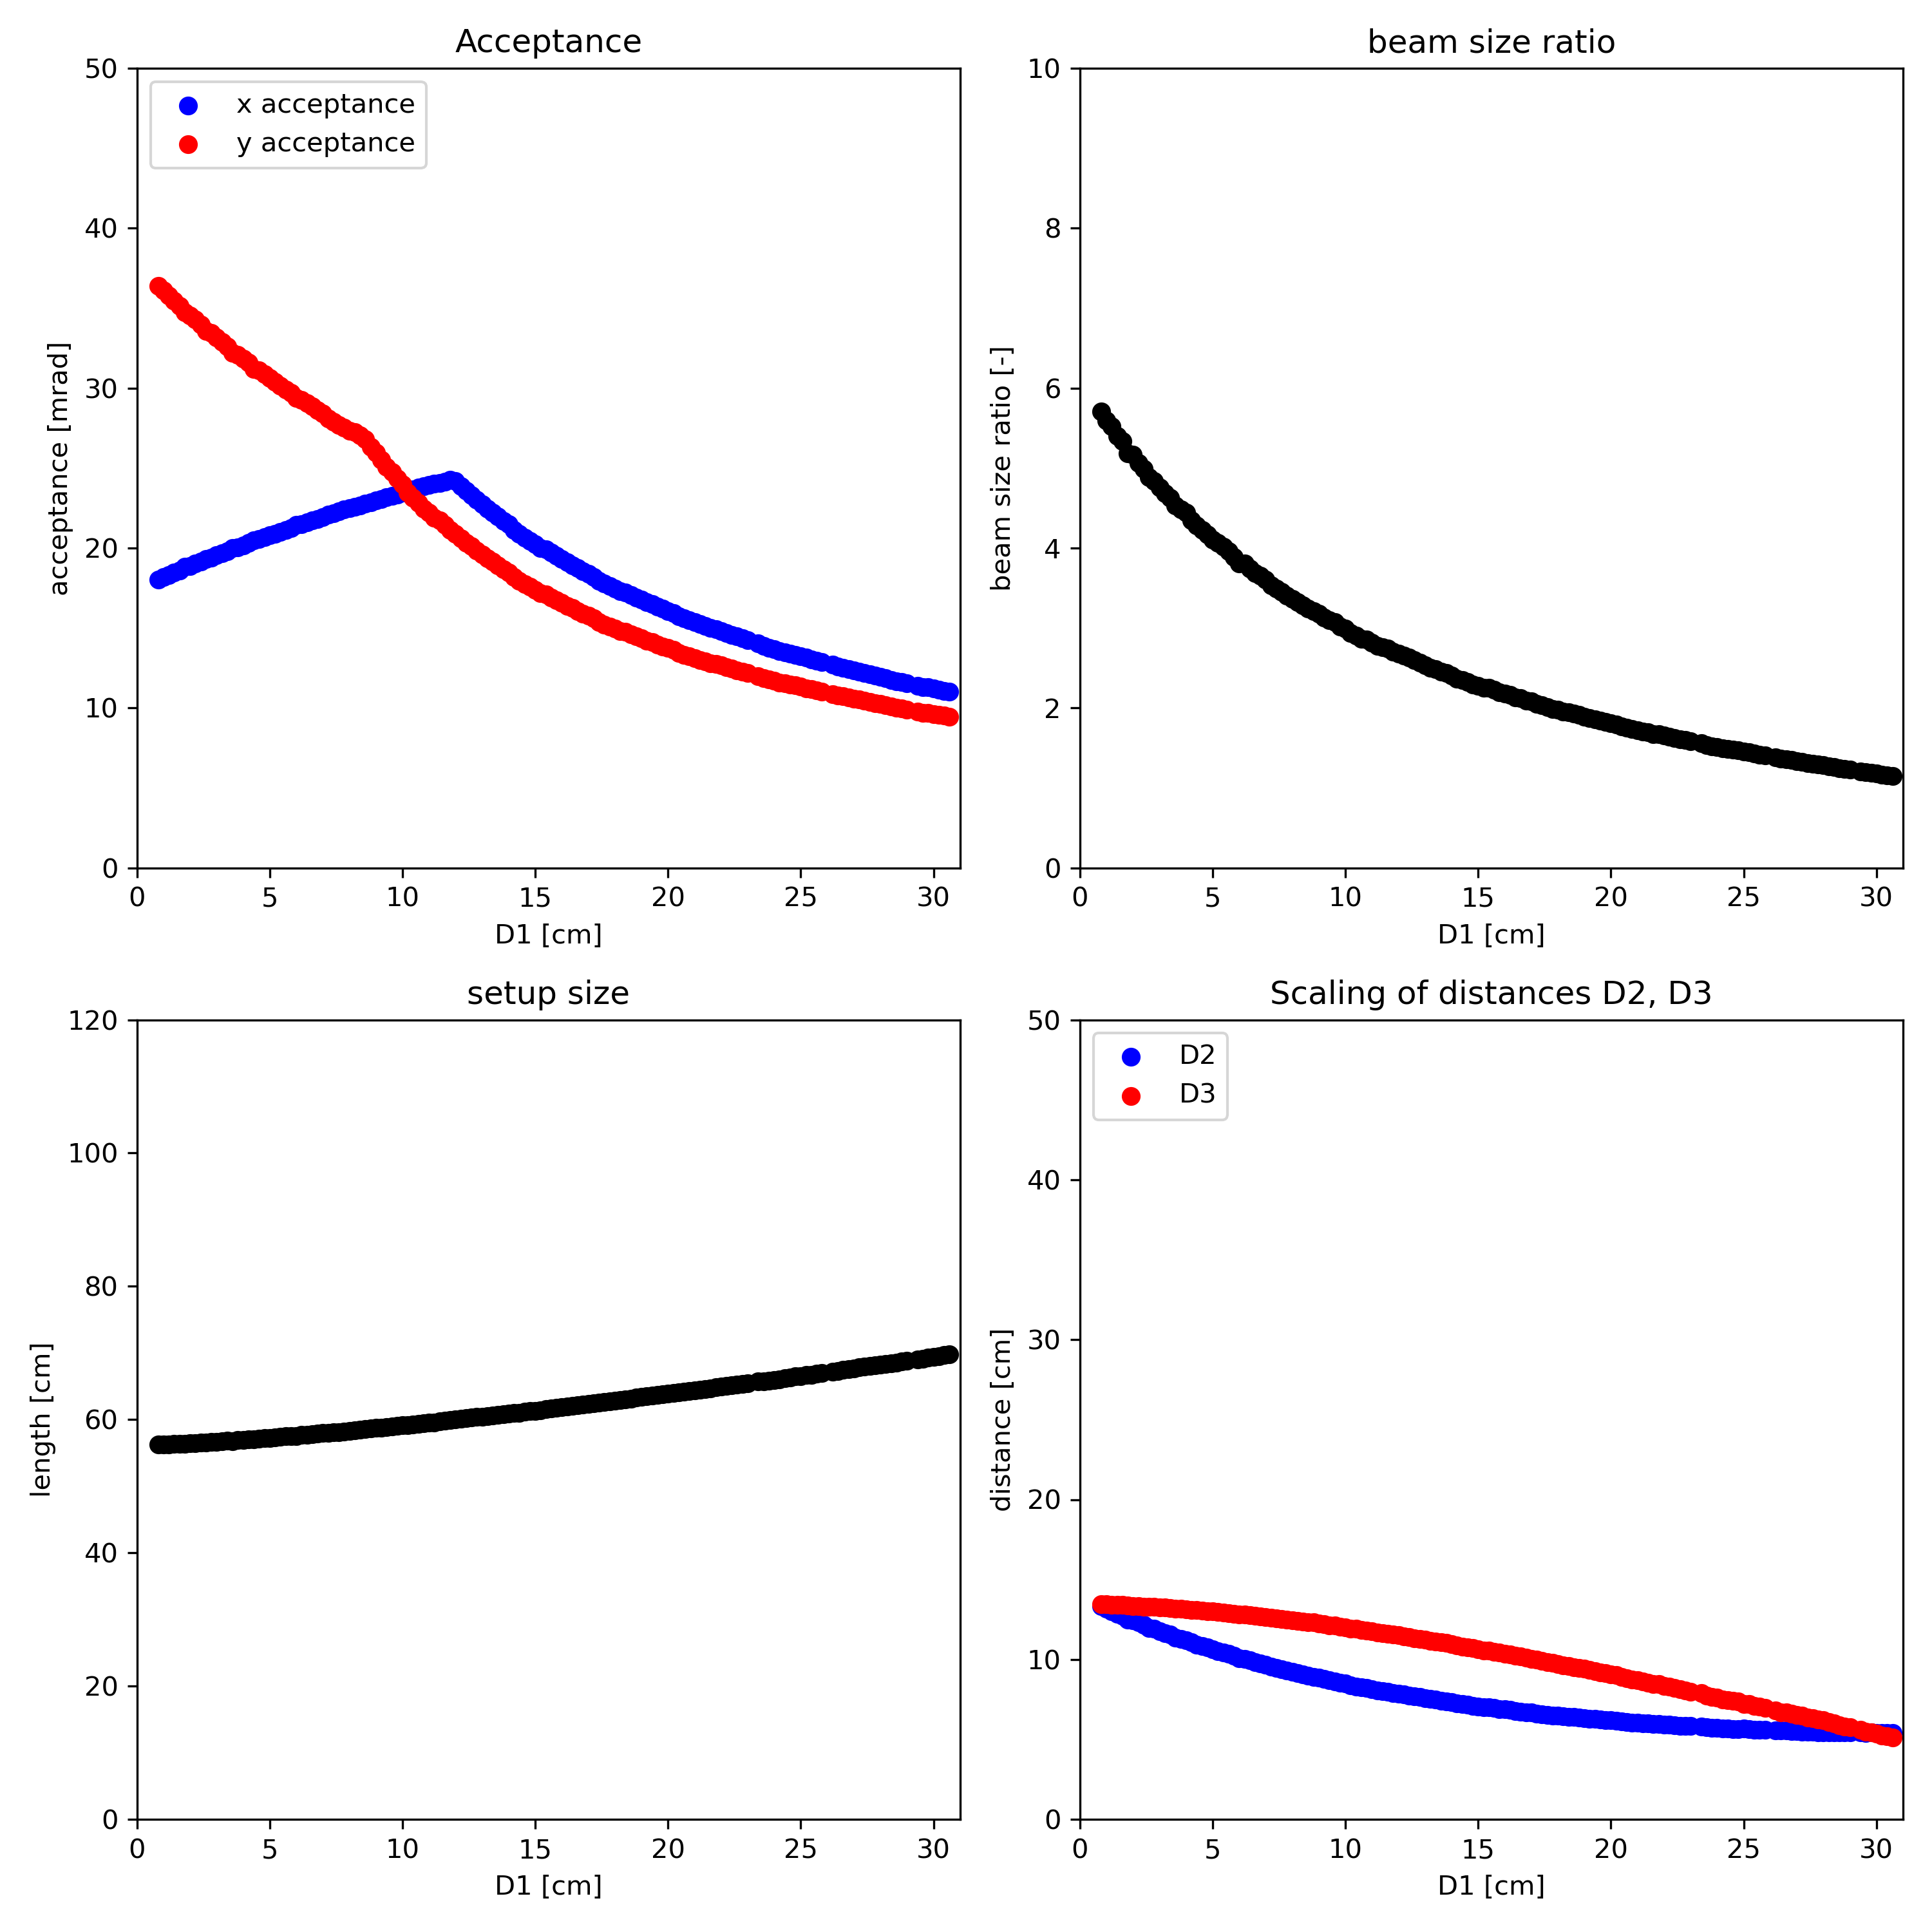 Acceptance
50
40
30
20
10
0
acceptance [mrad]
x acceptance
y acceptance
0 5 10 15 20 25 30
D1 [cm]
beam size ratio
10
8
6
4
2
0
beam size ratio [-]
0 5 10 15 20 25 30
D1 [cm]
setup size
120
100
80
60
40
20
0
length [cm]
0 5 10 15 20 25 30
D1 [cm]
Scaling of distances D2, D3
50
40
30
20
10
0
distance [cm]
D2
D3
0 5 10 15 20 25 30
D1 [cm]